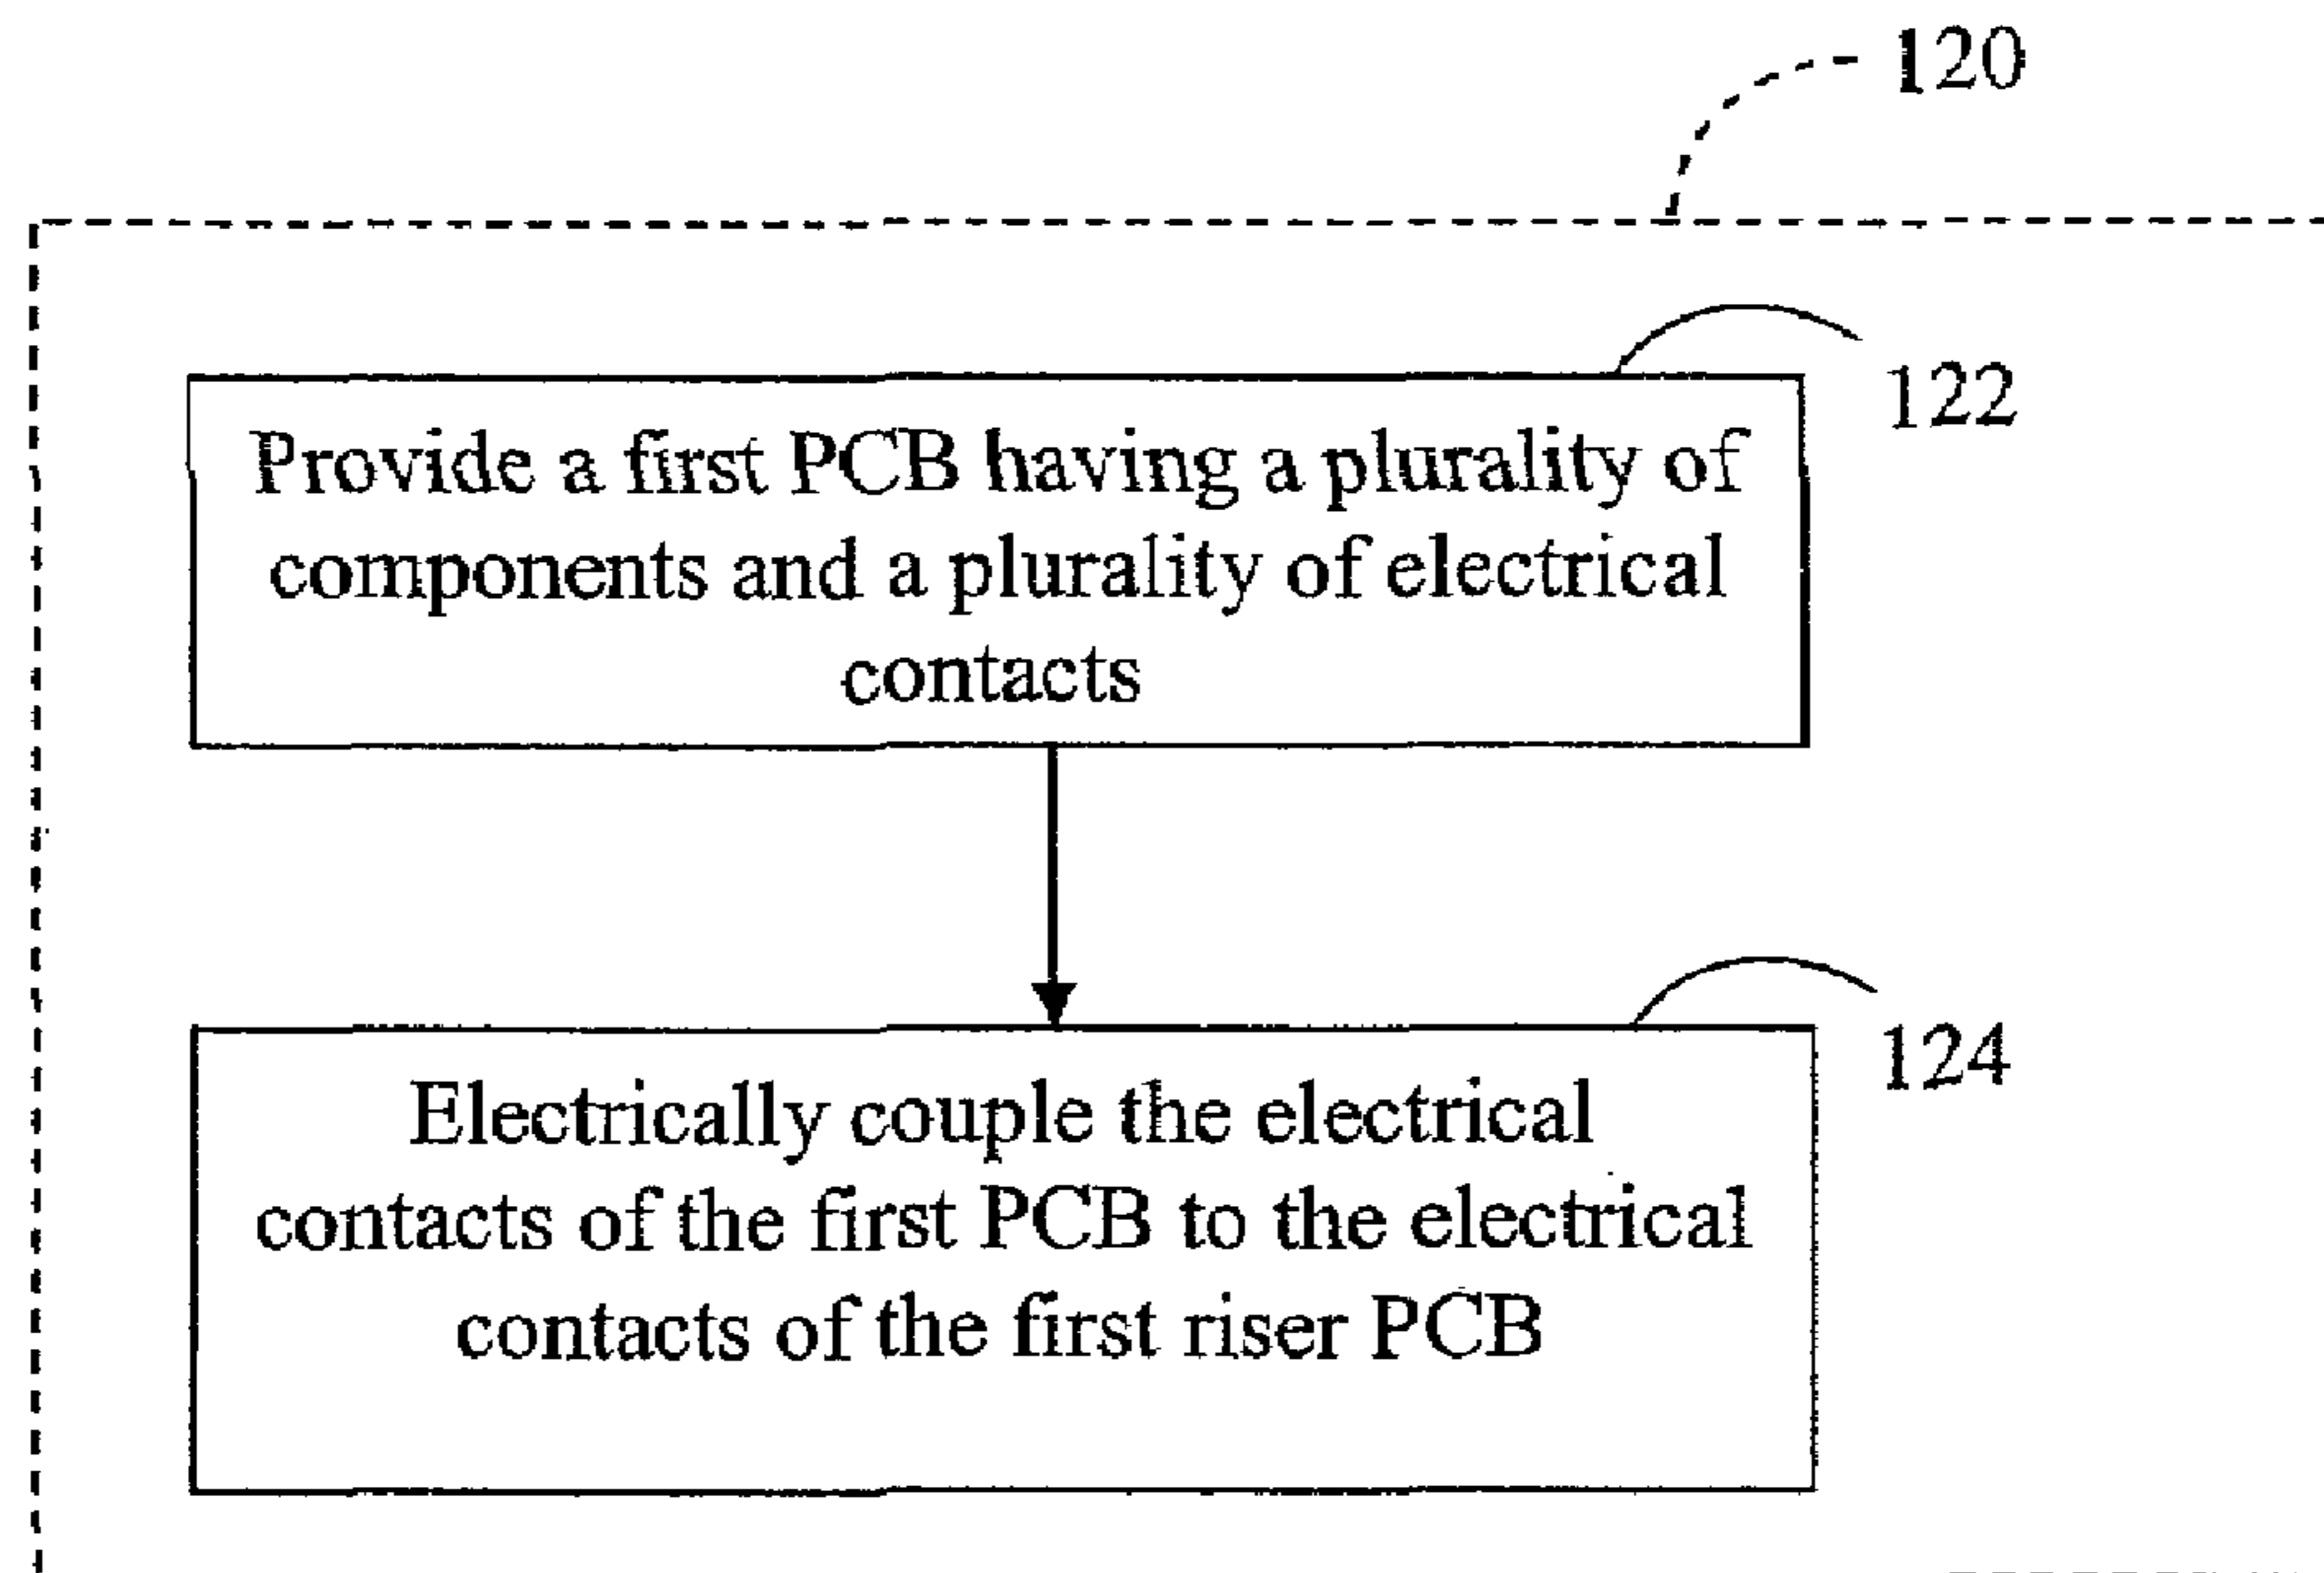 120
122
Provide a first PCB having a plurality of
components and a plurality of electrical
contacts
124
Electrically couple the electrical
contacts of the first PCB to the electrical
contacts of the first riser PCB